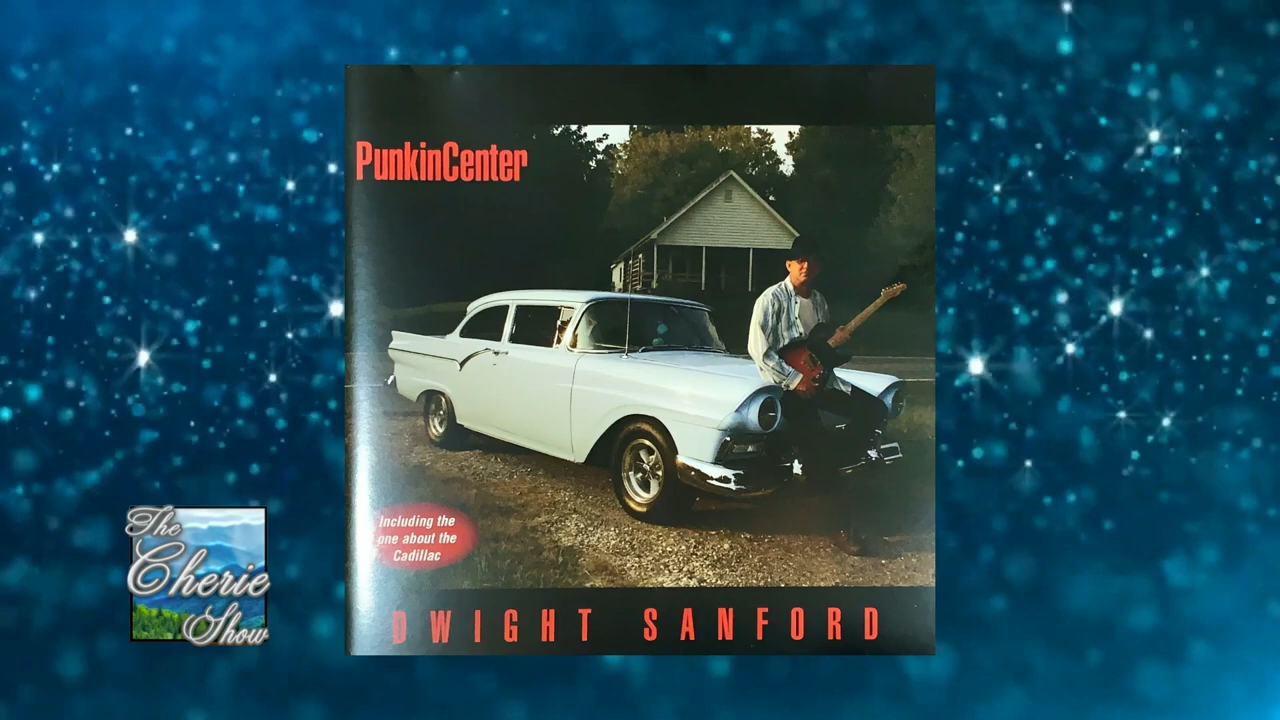 PunkinCenter
Including the
one about the
Cadillac
DWIGHT SANFORD
The
Cherie
Show